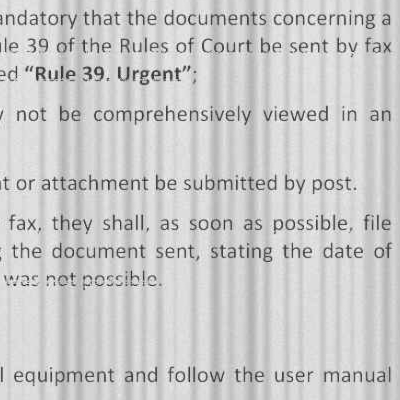 andatory that the documents concerning a
le 39 of the Rules of Court be sent by fax
ed "Rule 39. Urgent";
not be comprehensively viewed in an
t or attachment be submitted by post.
fax, they shall, as soon as possible, file
the document sent, stating the date of
was not possible.
l equipment and follow the user manual